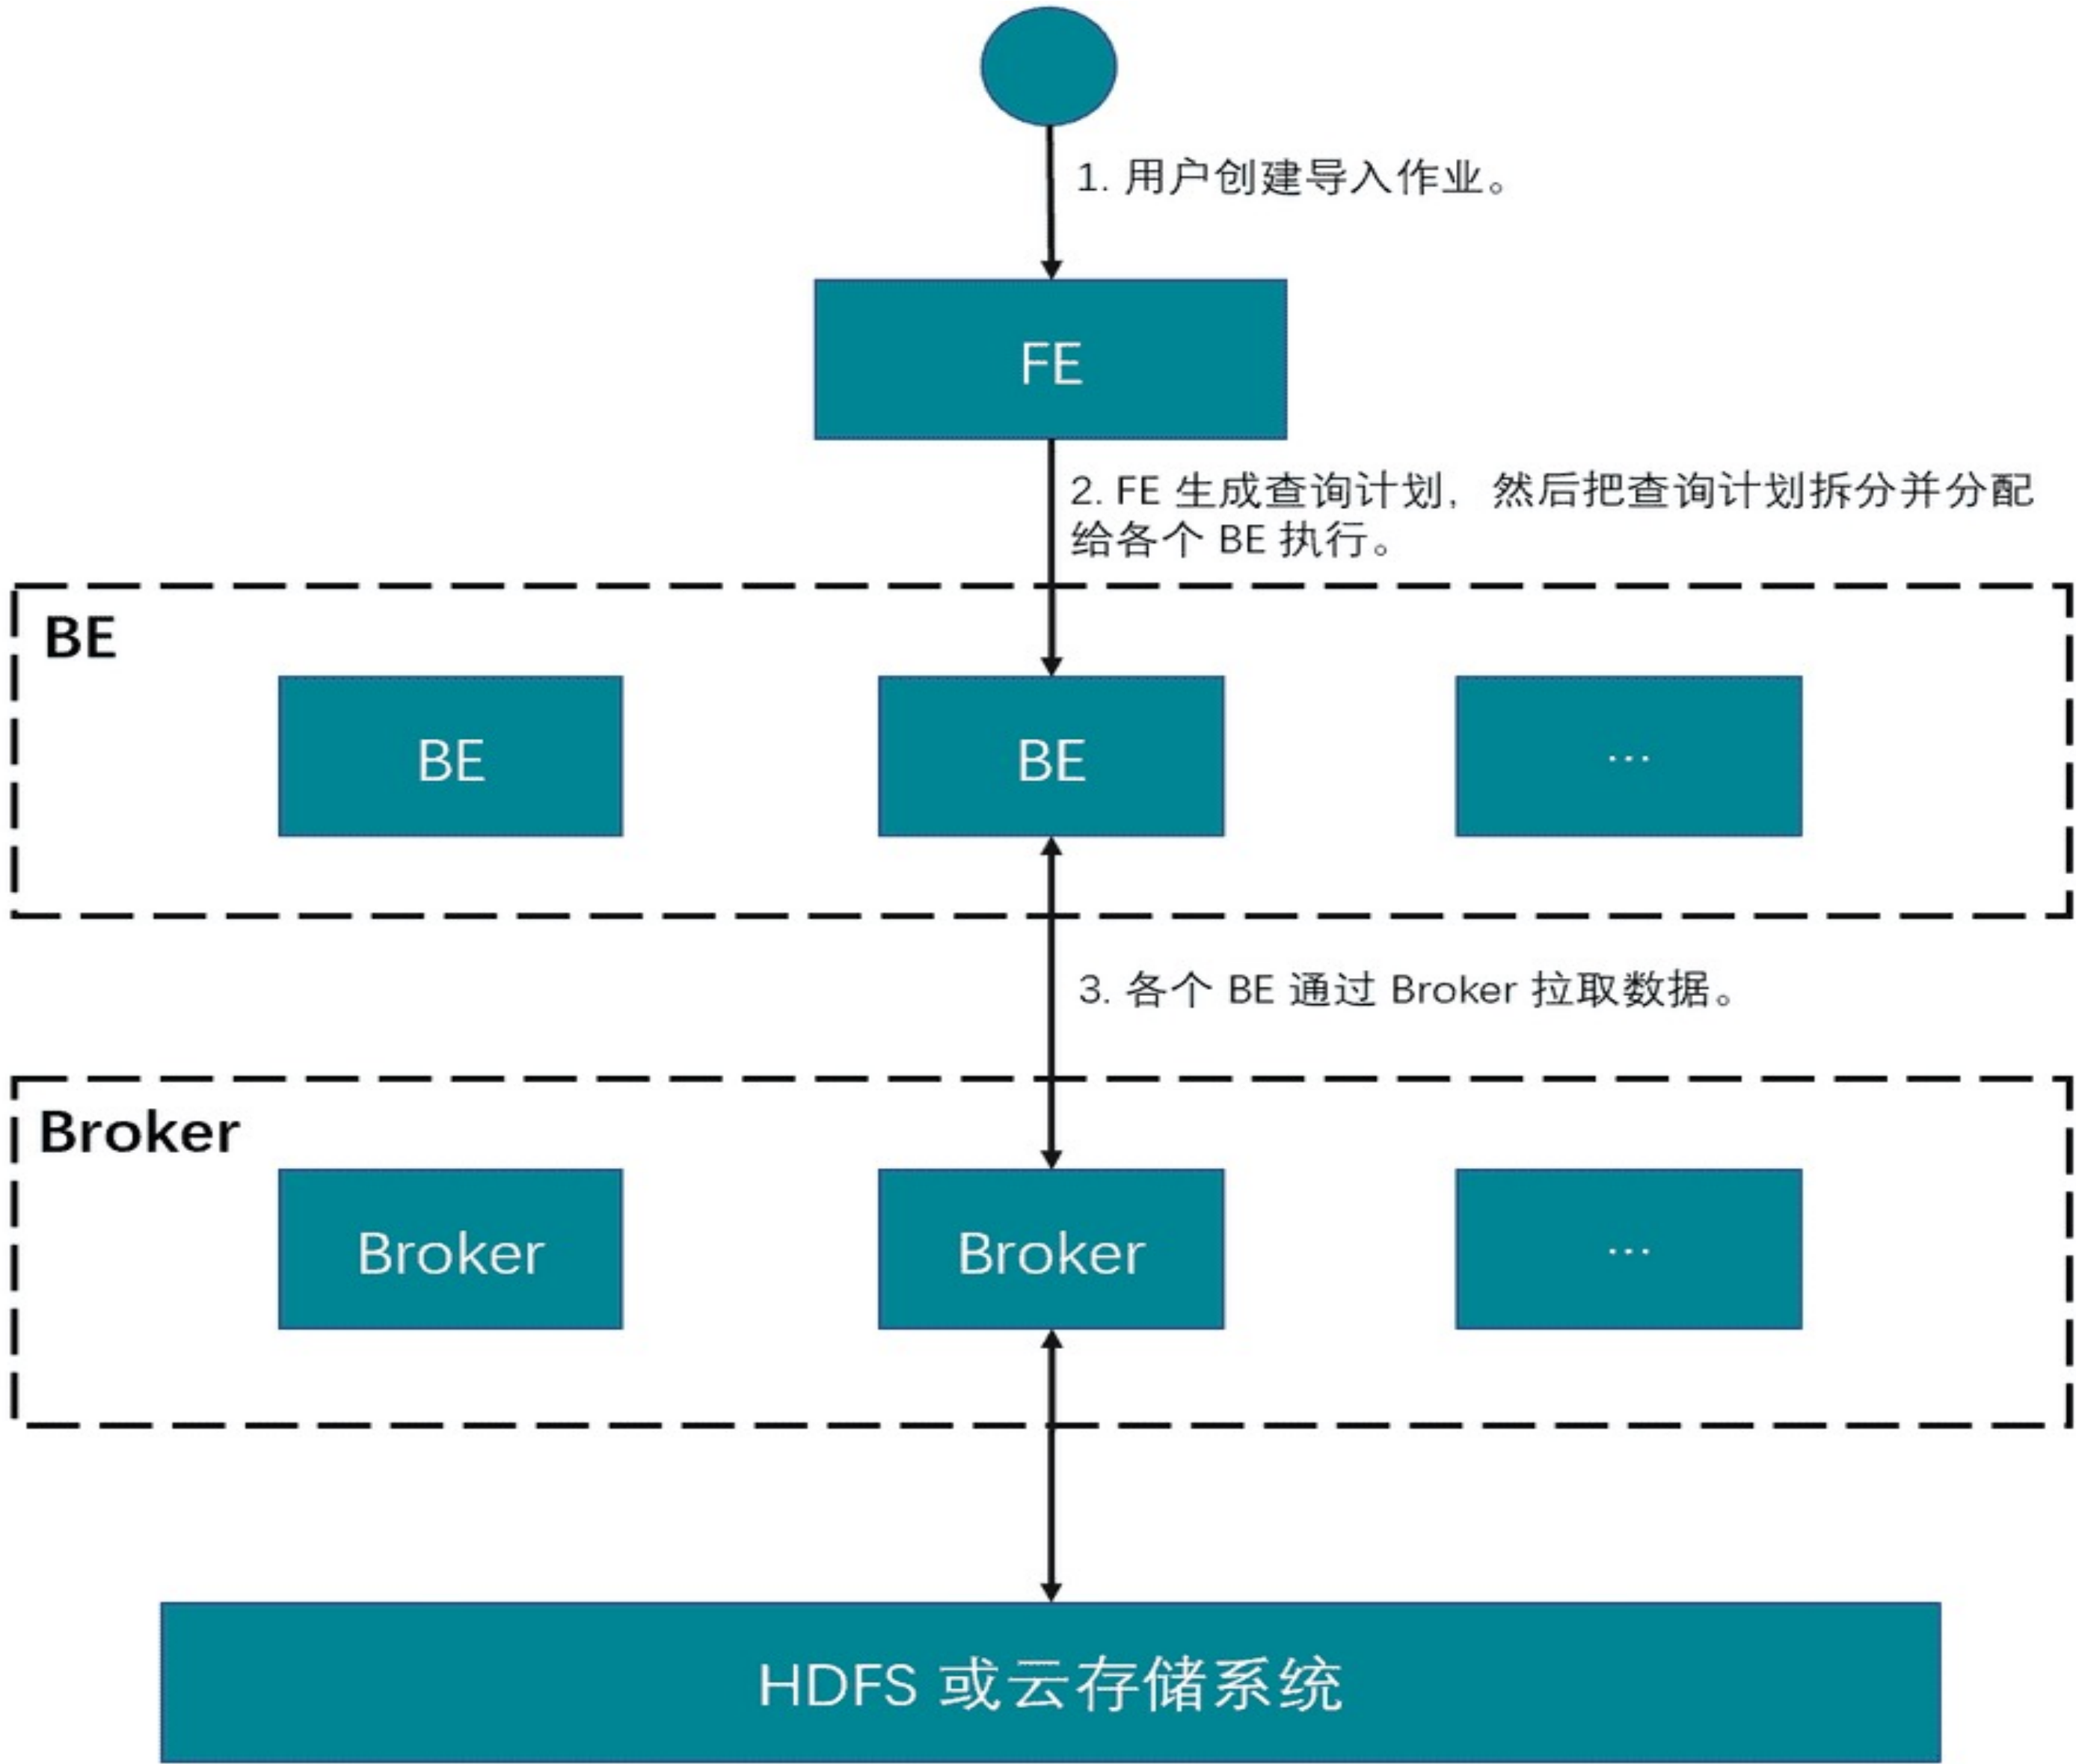 1. 用户创建导入作业。
FE
2. FE 生成查询计划，然后把查询计划拆分并分配
给各个 BE 执行。
BE
BE
BE
...
3. 各个 BE 通过 Broker 拉取数据。
Broker
Broker
Broker
...
HDFS 或云存储系统